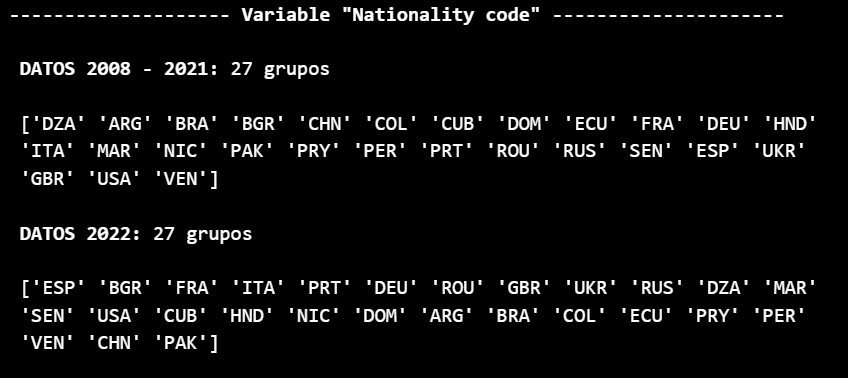 -------------------- Variable "Nationality code" ---------------------
DATOS 2008 - 2021: 27 grupos
['DZA' 'ARG' 'BRA' 'BGR' 'CHN' 'COL' 'CUB' 'DOM' 'ECU' 'FRA' 'DEU' 'HND'
'ITA' 'MAR' 'NIC' 'PAK' 'PRY' 'PER' 'PRT' 'ROU' 'RUS' 'SEN' 'ESP' 'UKR'
'GBR' 'USA' 'VEN']
DATOS 2022: 27 grupos
['ESP' 'BGR' 'FRA' 'ITA' 'PRT' 'DEU' 'ROU' 'GBR' 'UKR' 'RUS' 'DZA' 'MAR'
'SEN' 'USA' 'CUB' 'HND' 'NIC' 'DOM' 'ARG' 'BRA' 'COL' 'ECU' 'PRY' 'PER'
'VEN' 'CHN' 'PAK']